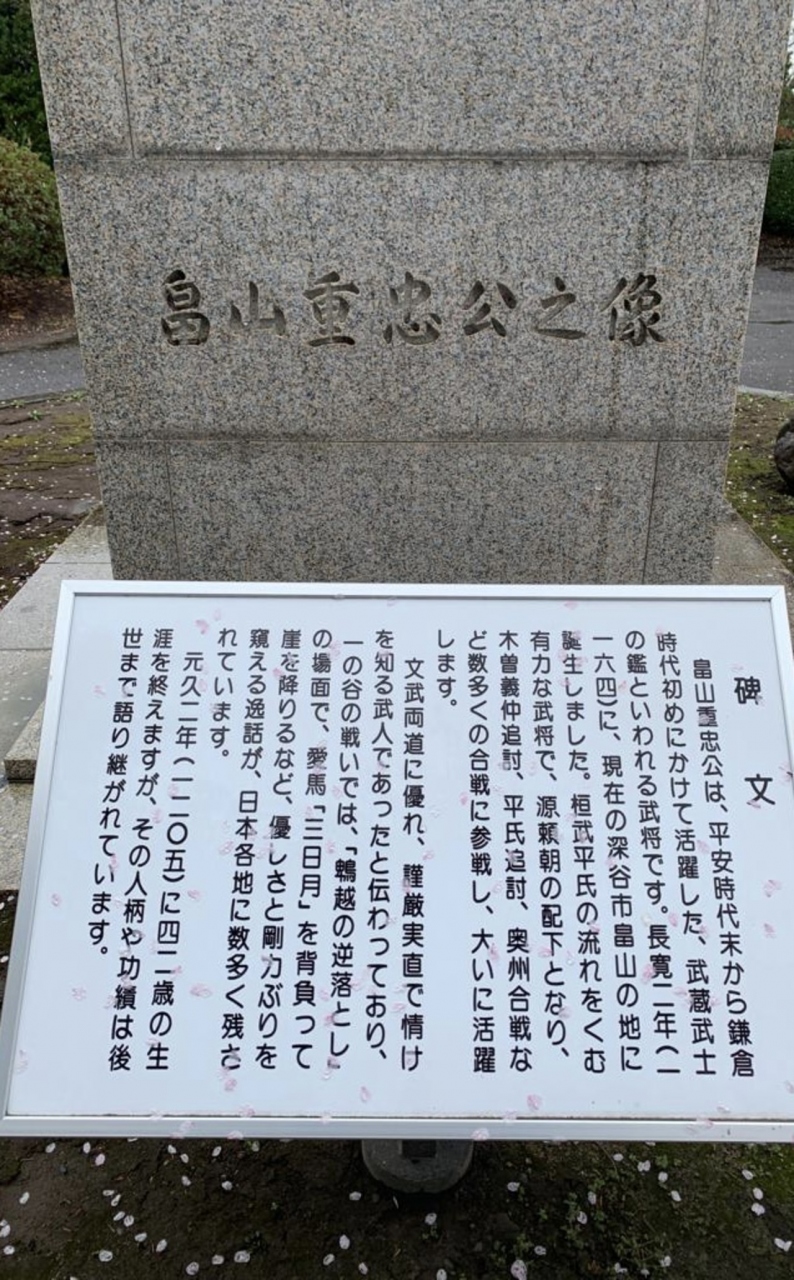 畠山重忠公之像
碑文
畠山重忠公は、平安時代末から鎌倉
時代初めにかけて活躍した、武蔵武士
の鑑といわれる武将です。長寛二年(一
一六四)に、現在の深谷市畠山の地に
誕生しました。桓武平氏の流れをくむ
有力な武将で、源頼朝の配下となり、
木曽義仲追討、平氏追討、奥州合戦な
ど数多くの合戦に参戦し、大いに活躍
します。
文武両道に優れ、謹厳実直で情け
を知る武人であったと伝わっており、
一の谷の戦いでは、「鵯越の逆落とし」
の場面で、愛馬「三日月」を背負って
崖を降りるなど、優しさと剛力ぶりを
窺える逸話が、日本各地に数多く残さ
れています。
元久二年(一二〇五)に四二歳の生
涯を終えますが、その人柄や功績は後
世まで語り継がれています。